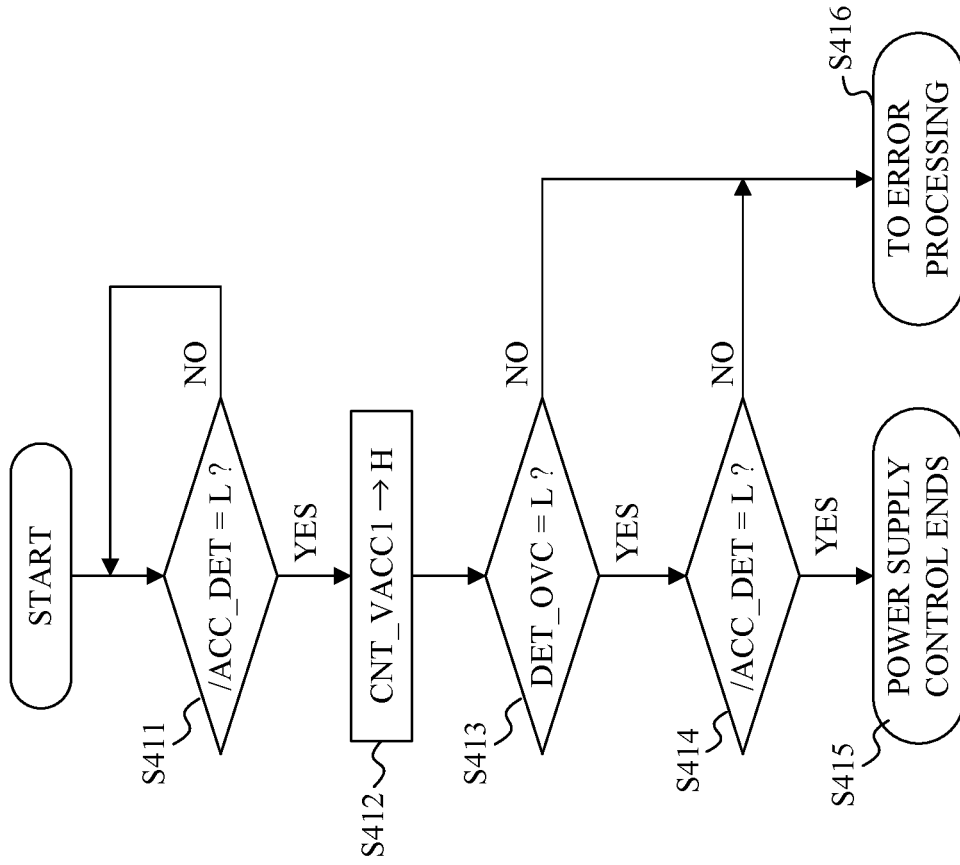 START
S411
/ACC_DET = L ?
NO
YES
S412
CNT_VACC1 → H
S413
DET_OVC = L ?
NO
YES
S414
/ACC_DET = L ?
NO
YES
S415
POWER SUPPLY
CONTROL ENDS
S416
TO ERROR
PROCESSING